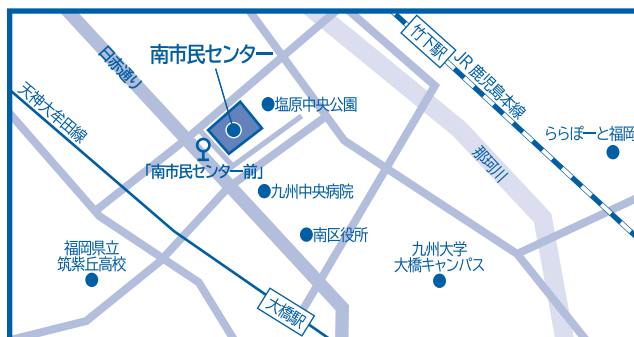 竹下駅
JR 鹿児島本線
日赤通り
南市民センター
天神大牟田線
塩原中央公園
ららぽーと福岡
「南市民センター前」
那珂川
九州中央病院
南区役所
福岡県立
筑紫丘高校
九州大学
大橋キャンパス
大橋駅